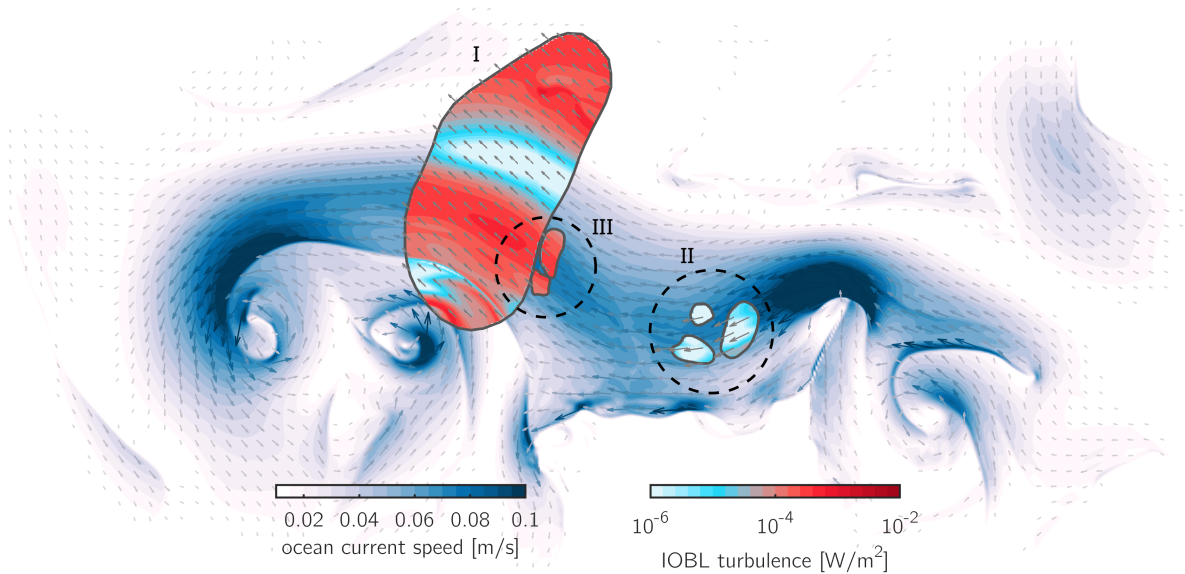 I
III
II
0.02 0.04 0.06 0.08 0.1
ocean current speed [m/s]
10⁻⁶ 10⁻⁴ 10⁻²
IOBL turbulence [W/m²]